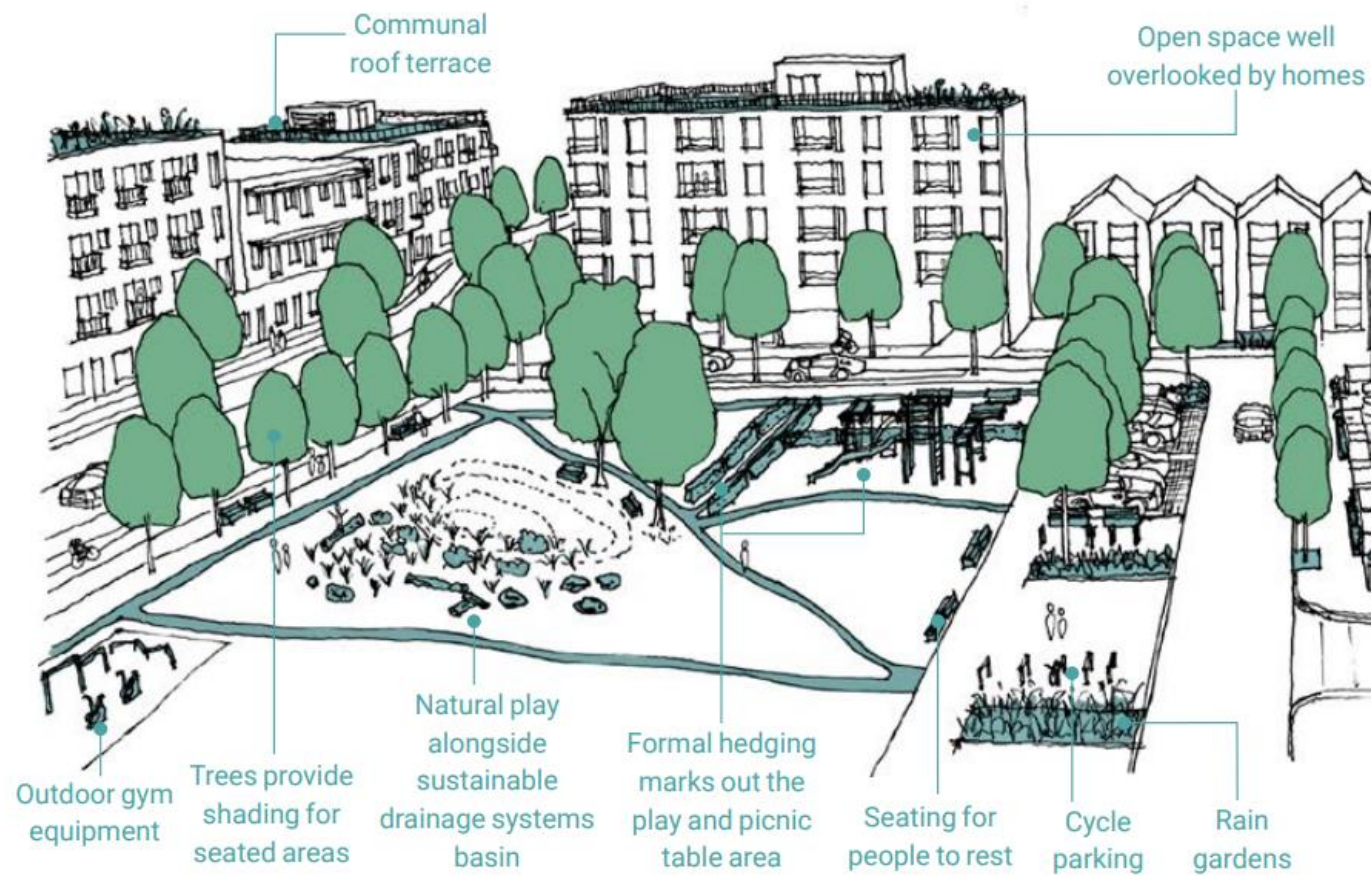 Communal
roof terrace
Open space well
overlooked by homes
Outdoor gym
equipment
Trees provide
shading for
seated areas
Natural play
alongside
sustainable
drainage systems
basin
Formal hedging
marks out the
play and picnic
table area
Seating for
people to rest
Cycle
parking
Rain
gardens